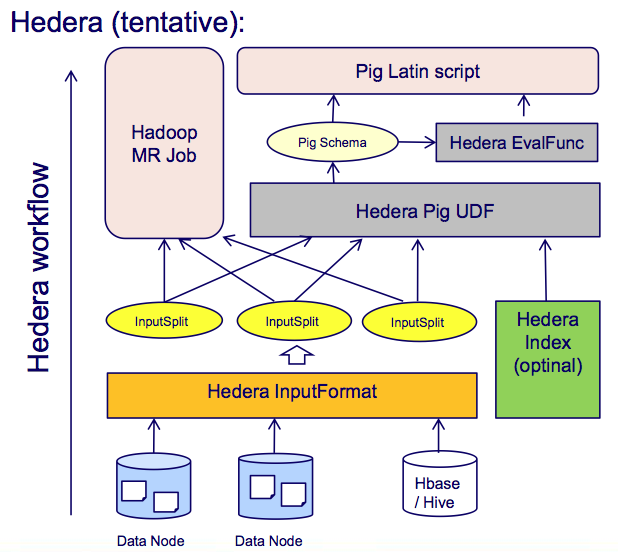 Hedera (tentative):
Pig Latin script
Hadoop
MR Job
Pig Schema
Hedera EvalFunc
Hedera Pig UDF
Hedera workflow
InputSplit
InputSplit
InputSplit
Hedera
Index
(optinal)
Hedera InputFormat
Hbase
/ Hive
Data Node
Data Node